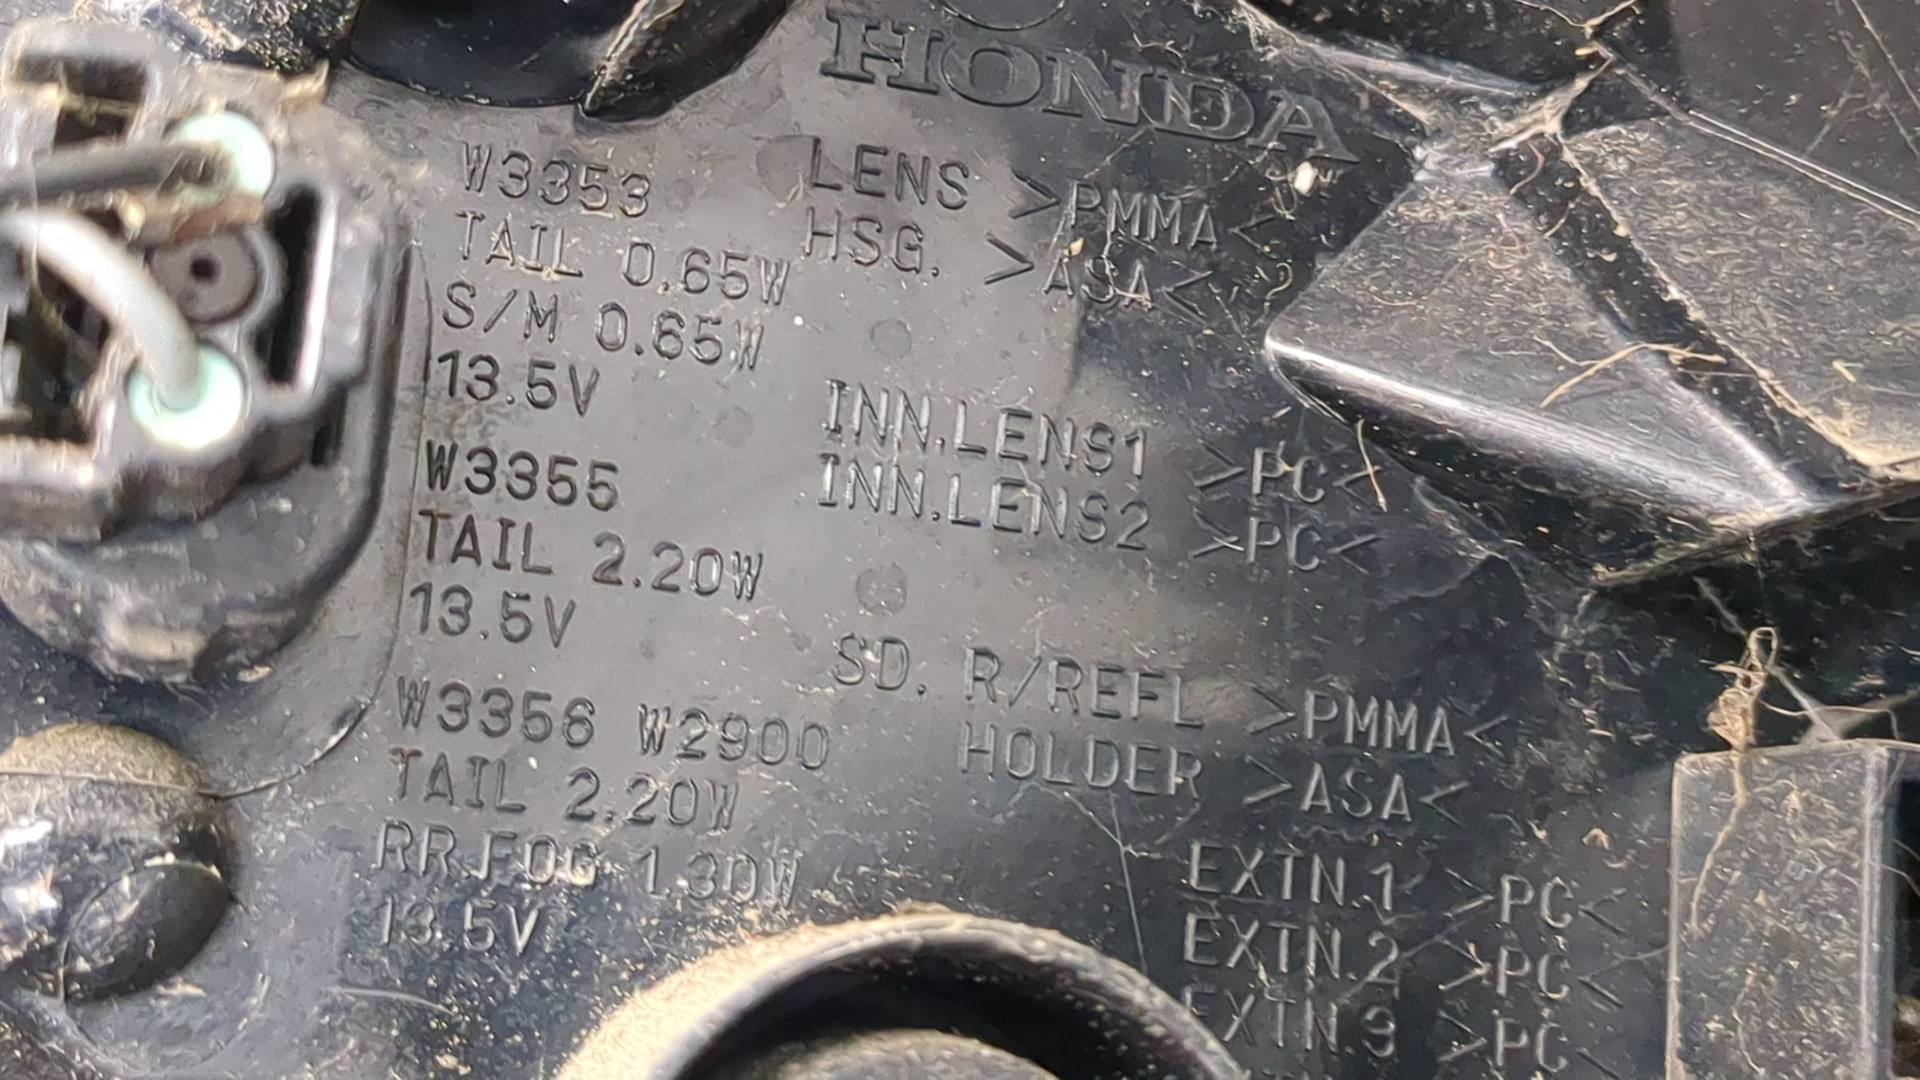 HONDA
W3353
TAIL 0.65W
S/M 0.65W
13.5V
W3355
TAIL 2.20W
13.5V
W3356 W2900
TAIL 2.20W
RR.FOG 1.30W
13.5V
LENS >PMMA<
HSG. >ASA<
INN.LENS1 >PC<
INN.LENS2 >PC<
SD. R/REFL >PMMA<
HOLDER >ASA<
EXTN.1 >PC<
EXTN.2 >PC<
EXTN.3 >PC<